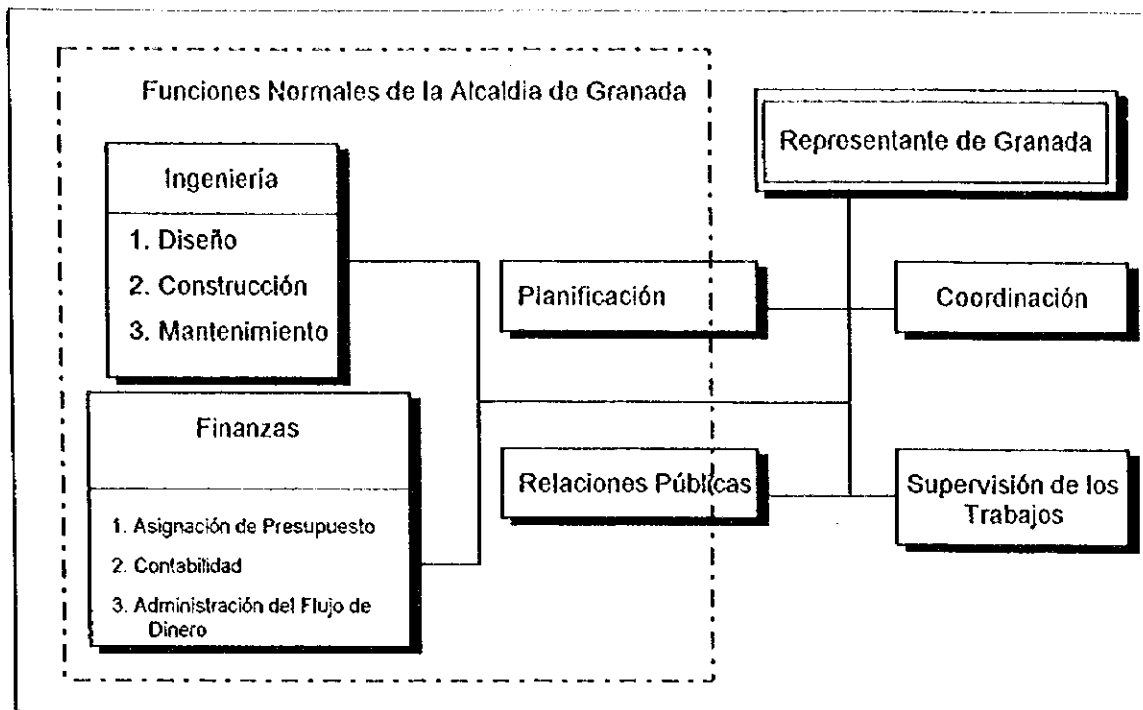 Funciones Normales de la Alcaldia de Granada
Representante de Granada
Ingeniería
1. Diseño
2. Construcción
3. Mantenimiento
Planificación
Coordinación
Finanzas
1. Asignación de Presupuesto
2. Contabilidad
3. Administración del Flujo de
Dinero
Relaciones Públicas
Supervisión de los
Trabajos